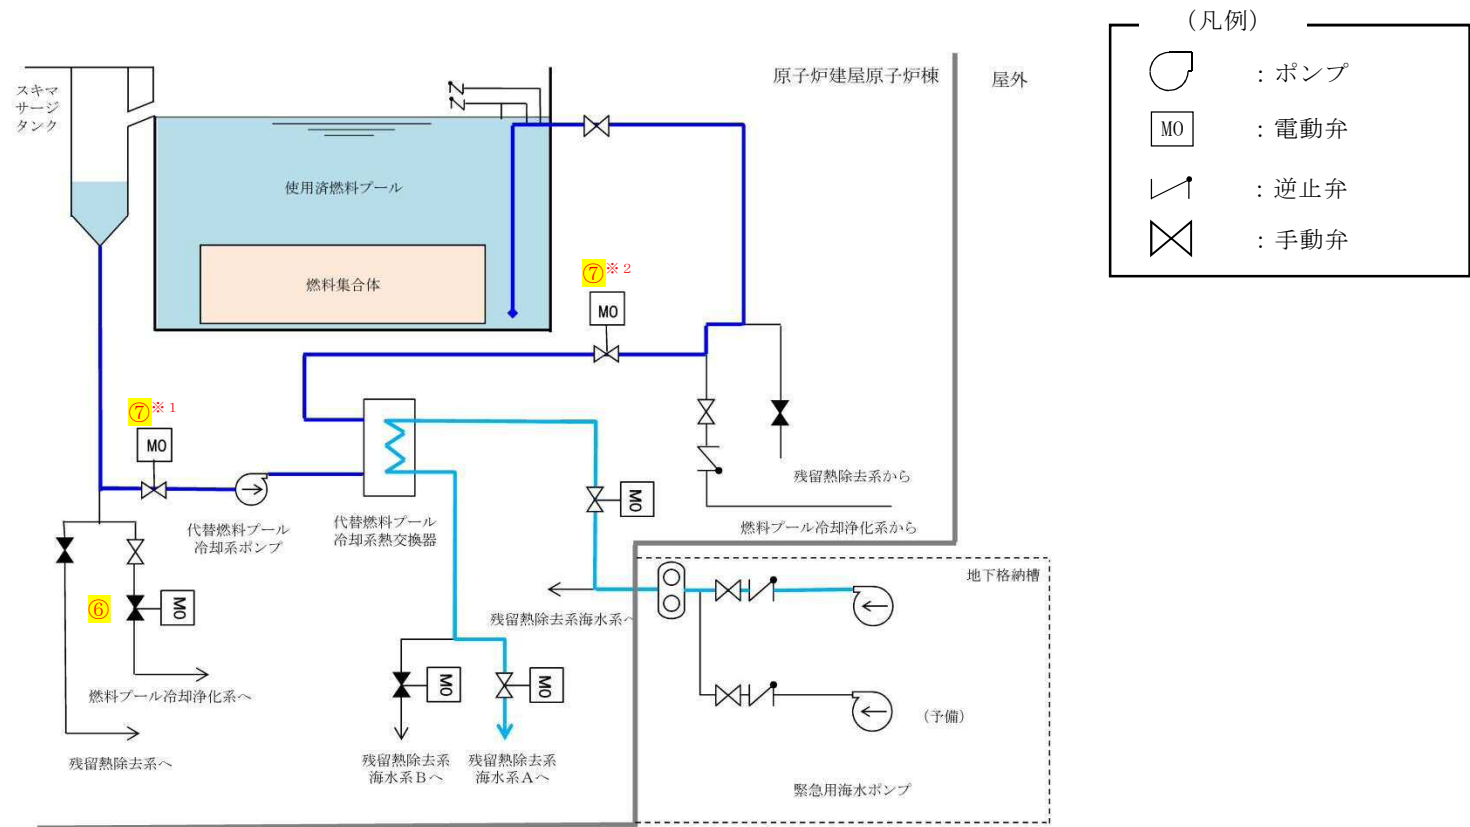 (凡例)
：ポンプ
MO
：電動弁
：逆止弁
：手動弁
原子炉建屋原子炉棟
屋外
スキマ
サージ
タンク
使用済燃料プール
燃料集合体
⑦※２
MO
⑦※１
MO
代替燃料プール
冷却系ポンプ
代替燃料プール
冷却系熱交換器
MO
残留熱除去系から
燃料プール冷却浄化系から
地下格納槽
⑥
MO
残留熱除去系海水系へ
燃料プール冷却浄化系へ
MO
MO
残留熱除去系へ
残留熱除去系
海水系Ｂへ
残留熱除去系
海水系Ａへ
(予備)
緊急用海水ポンプ